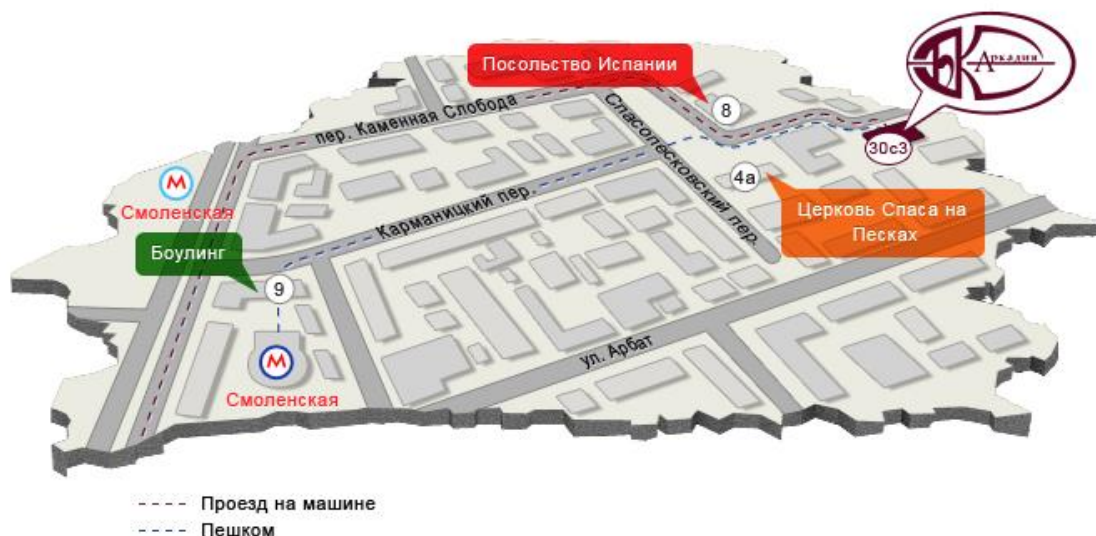 Посольство Испании
БК
Аркадия
8
30с3
пер. Каменная Слобода
Спасопесковский пер.
4а
М
Смоленская
Карманицкий пер.
Церковь Спаса на
Песках
Боулинг
9
ул. Арбат
М
Смоленская
Проезд на машине
Пешком